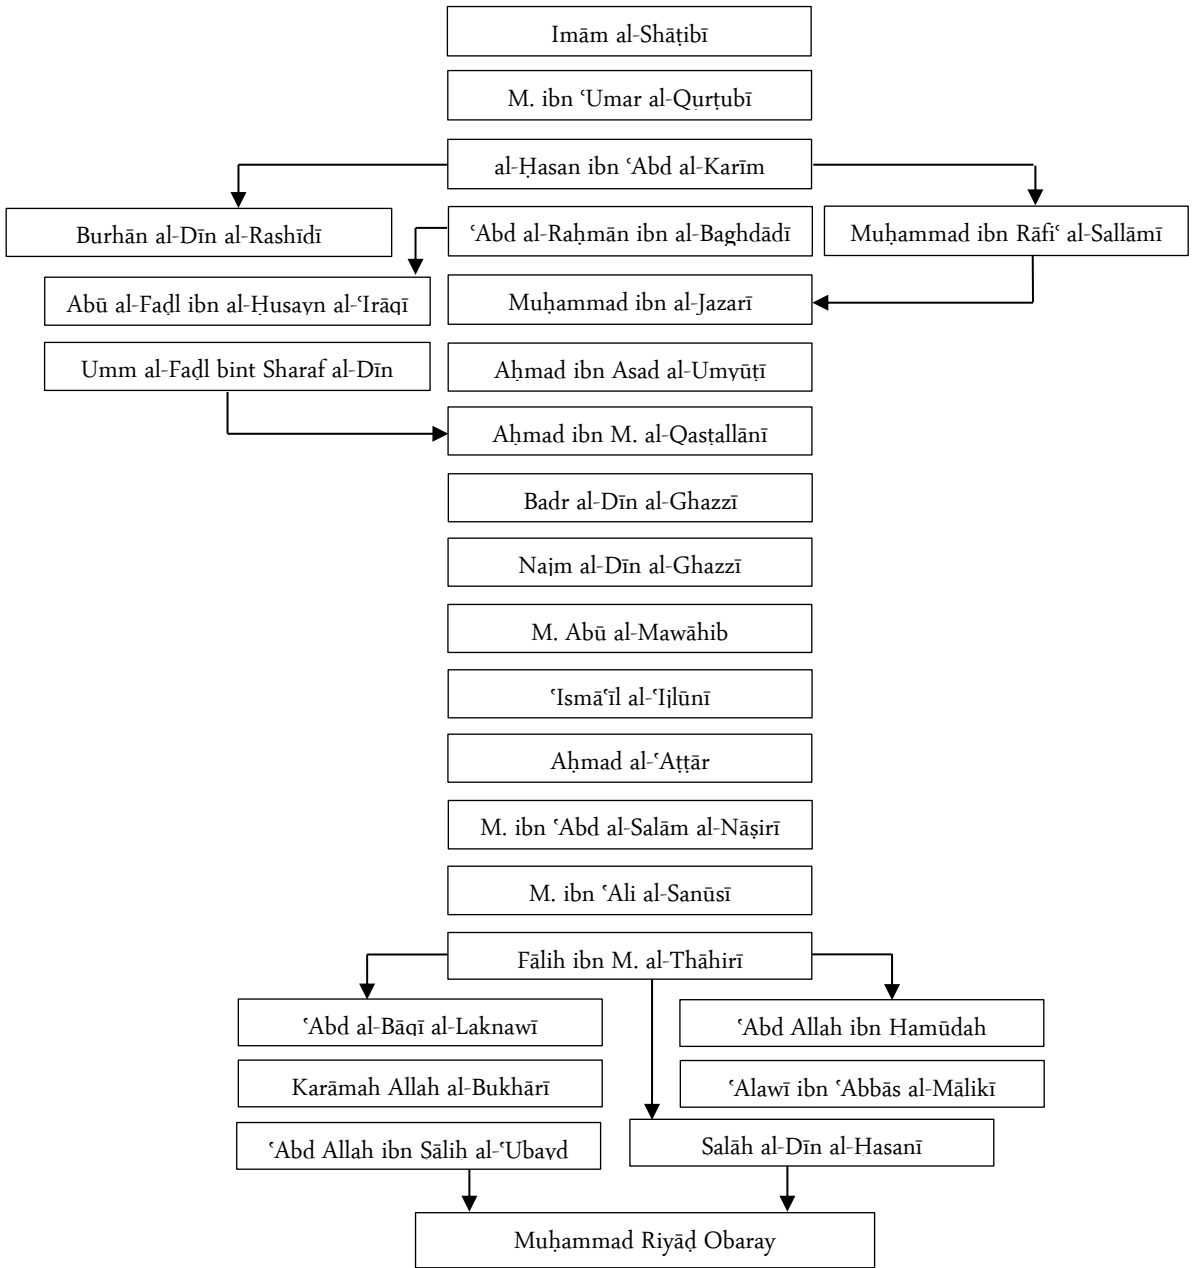 Imām al-Shāṭibī
M. ibn ʿUmar al-Qurṭubī
al-Ḥasan ibn ʿAbd al-Karīm
Burhān al-Dīn al-Rashīdī
ʿAbd al-Raḥmān ibn al-Baghdādī
Muḥammad ibn Rāfiʿ al-Sallāmī
Abū al-Faḍl ibn al-Ḥusayn al-ʿIrāqī
Muḥammad ibn al-Jazarī
Umm al-Faḍl bint Sharaf al-Dīn
Aḥmad ibn Asad al-Umyūṭī
Aḥmad ibn M. al-Qasṭallānī
Badr al-Dīn al-Ghazzī
Najm al-Dīn al-Ghazzī
M. Abū al-Mawāhib
ʿIsmāʿīl al-ʿIjlūnī
Aḥmad al-ʿAṭṭār
M. ibn ʿAbd al-Salām al-Nāṣirī
M. ibn ʿAli al-Sanūsī
Fālih ibn M. al-Thāhirī
ʿAbd al-Bāqī al-Laknawī
ʿAbd Allah ibn Hamūdah
Karāmah Allah al-Bukhārī
ʿAlawī ibn ʿAbbās al-Mālikī
ʿAbd Allah ibn Sālih al-ʿUbayd
Salāh al-Dīn al-Hasanī
Muḥammad Riyāḍ Obaray